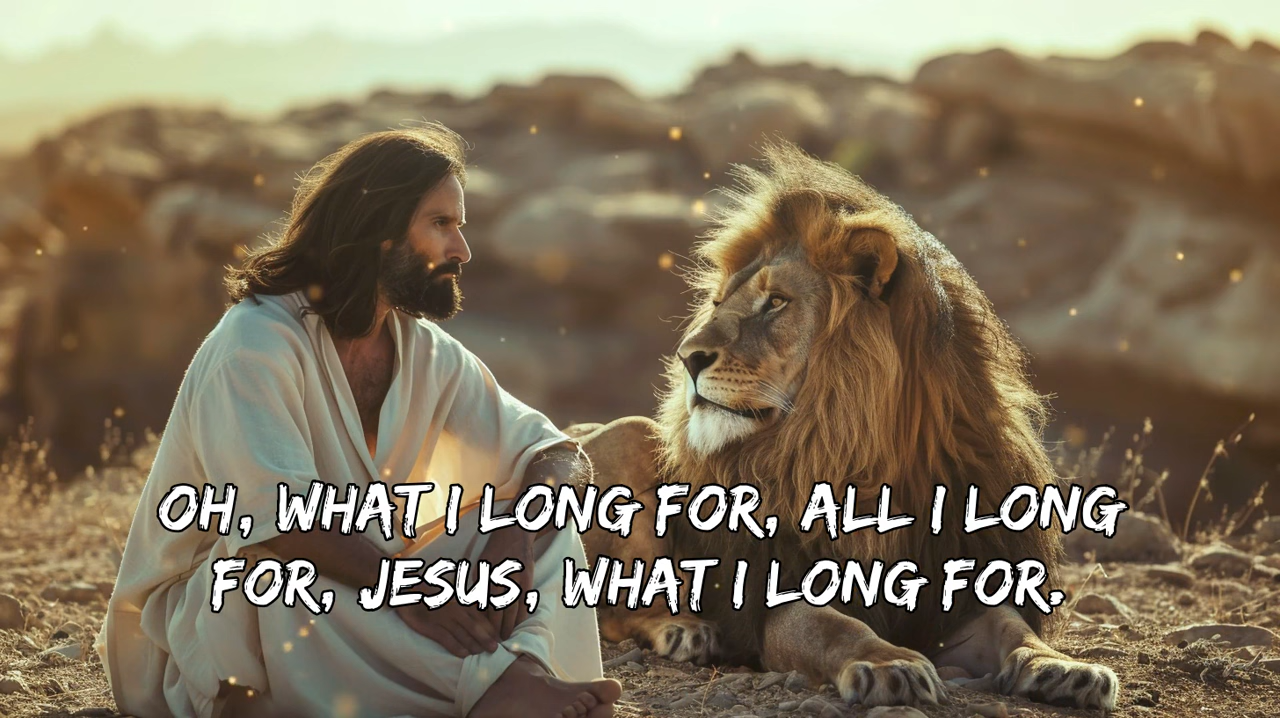 OH, WHAT I LONG FOR, ALL I LONG
FOR, JESUS, WHAT I LONG FOR.